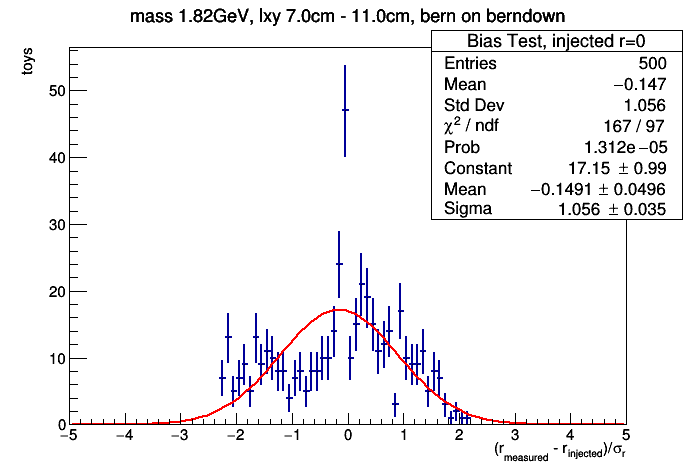 mass 1.82GeV, lxy 7.0cm - 11.0cm, bern on berndown
Bias Test, injected r=0
Entries 500
Mean −0.147
Std Dev 1.056
χ² / ndf 167 / 97
Prob 1.312e−05
Constant 17.15 ± 0.99
Mean −0.1491 ± 0.0496
Sigma 1.056 ± 0.035
toys
50
40
30
20
10
0
−5 −4 −3 −2 −1 0 1 2 3 4 5
(r_measured - r_injected)/σ_r